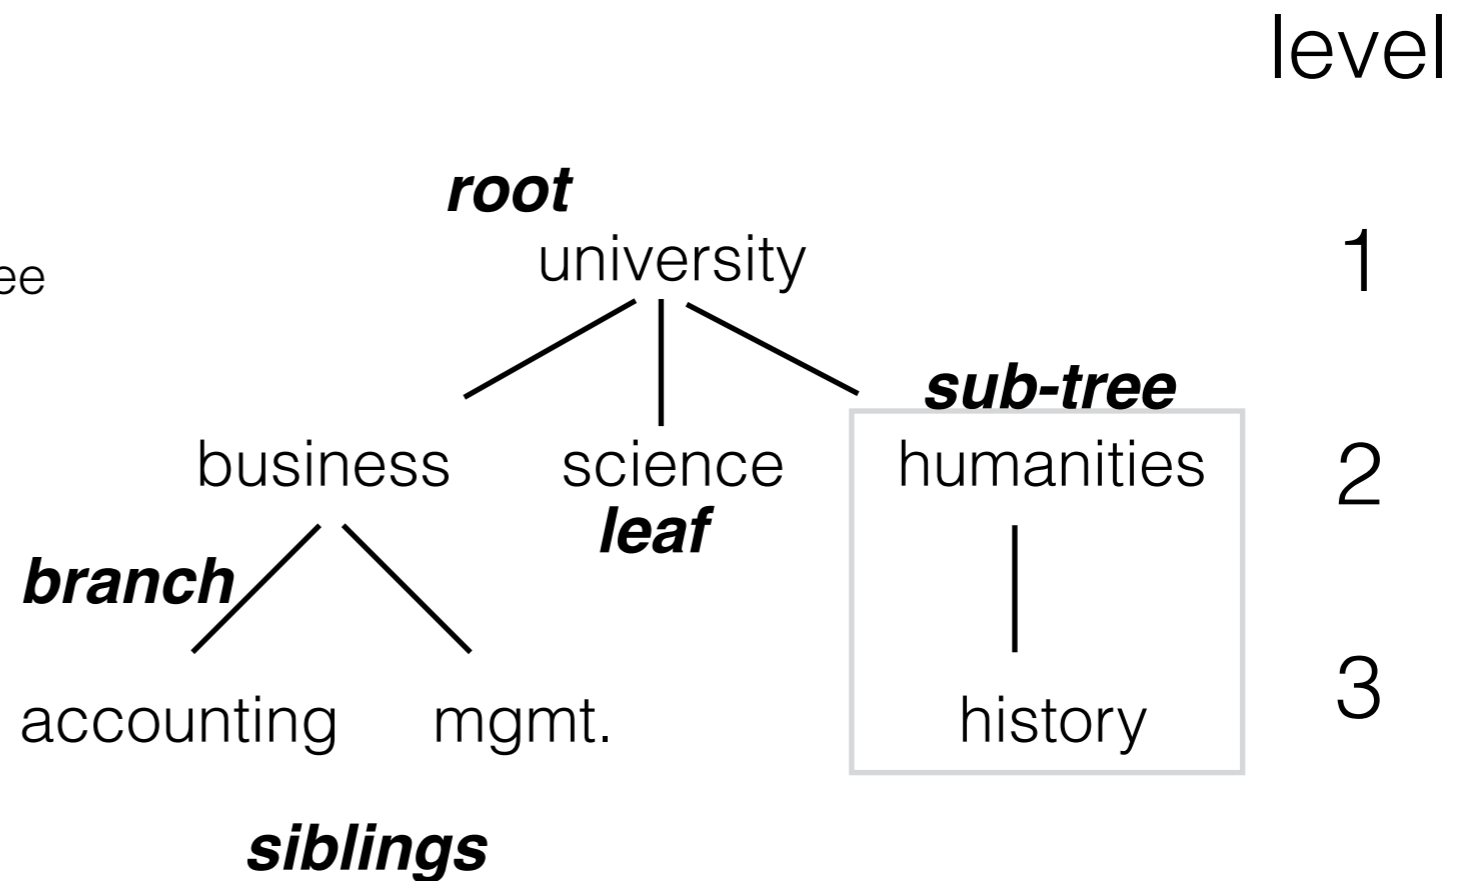 level
root
university 1
ee
sub-tree
business science humanities 2
leaf
branch
accounting mgmt. history 3
siblings